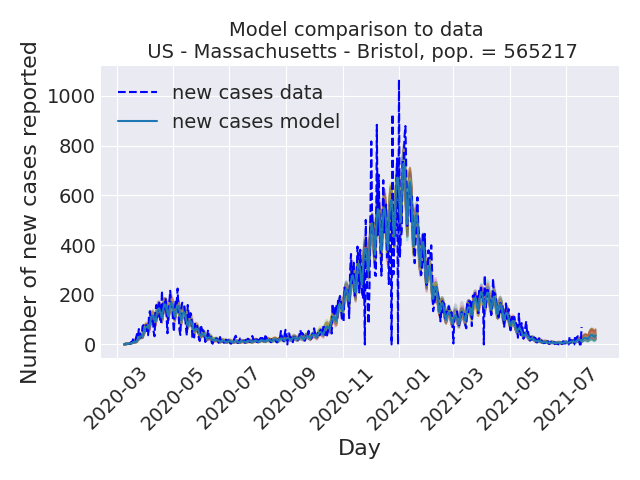 Model comparison to data
US - Massachusetts - Bristol, pop. = 565217
Number of new cases reported
1000
800
600
400
200
0
new cases data
new cases model
2020-03
2020-05
2020-07
2020-09
2020-11
2021-01
2021-03
2021-05
2021-07
Day